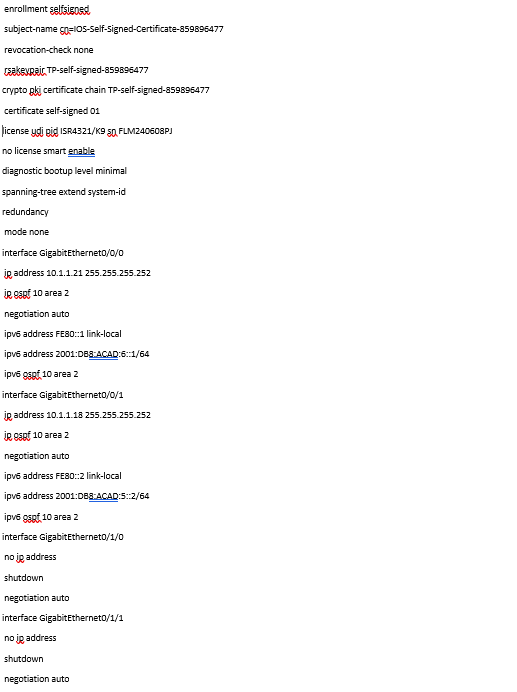 enrollment selfsigned
subject-name cn=IOS-Self-Signed-Certificate-859896477
revocation-check none
rsakeypair TP-self-signed-859896477
crypto pki certificate chain TP-self-signed-859896477
certificate self-signed 01
license udi pid ISR4321/K9 sn FLM240608PJ
no license smart enable
diagnostic bootup level minimal
spanning-tree extend system-id
redundancy
mode none
interface GigabitEthernet0/0/0
ip address 10.1.1.21 255.255.255.252
ip ospf 10 area 2
negotiation auto
ipv6 address FE80::1 link-local
ipv6 address 2001:DB8:ACAD:6::1/64
ipv6 ospf 10 area 2
interface GigabitEthernet0/0/1
ip address 10.1.1.18 255.255.255.252
ip ospf 10 area 2
negotiation auto
ipv6 address FE80::2 link-local
ipv6 address 2001:DB8:ACAD:5::2/64
ipv6 ospf 10 area 2
interface GigabitEthernet0/1/0
no ip address
shutdown
negotiation auto
interface GigabitEthernet0/1/1
no ip address
shutdown
negotiation auto